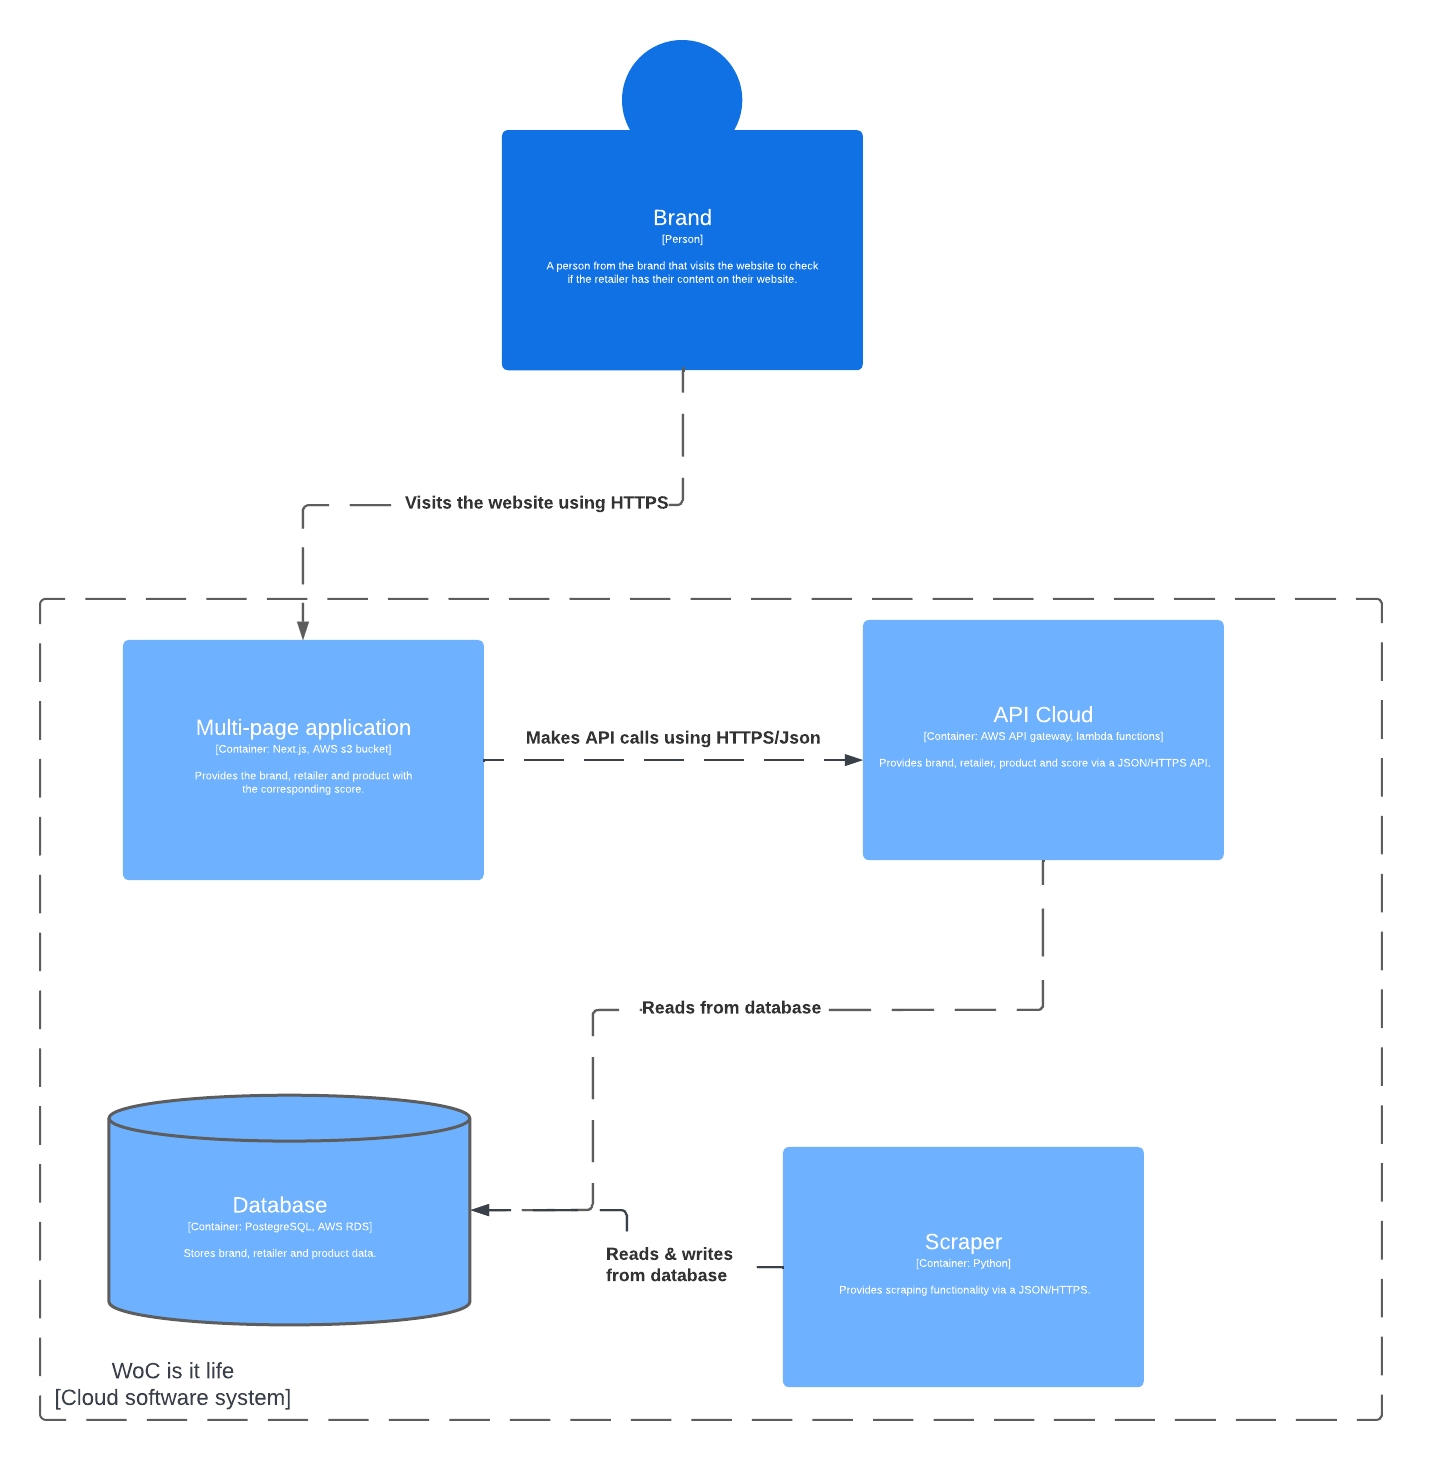 Brand
[Person]
A person from the brand that visits the website to check
if the retailer has their content on their website.
Visits the website using HTTPS
Multi-page application
[Container: Next.js, AWS s3 bucket]
Provides the brand, retailer and product with
the corresponding score.
Makes API calls using HTTPS/Json
API Cloud
[Container: AWS API gateway, lambda functions]
Provides brand, retailer, product and score via a JSON/HTTPS API.
Reads from database
Database
[Container: PostegreSQL, AWS RDS]
Stores brand, retailer and product data.
Reads & writes
from database
Scraper
[Container: Python]
Provides scraping functionality via a JSON/HTTPS.
WoC is it life
[Cloud software system]